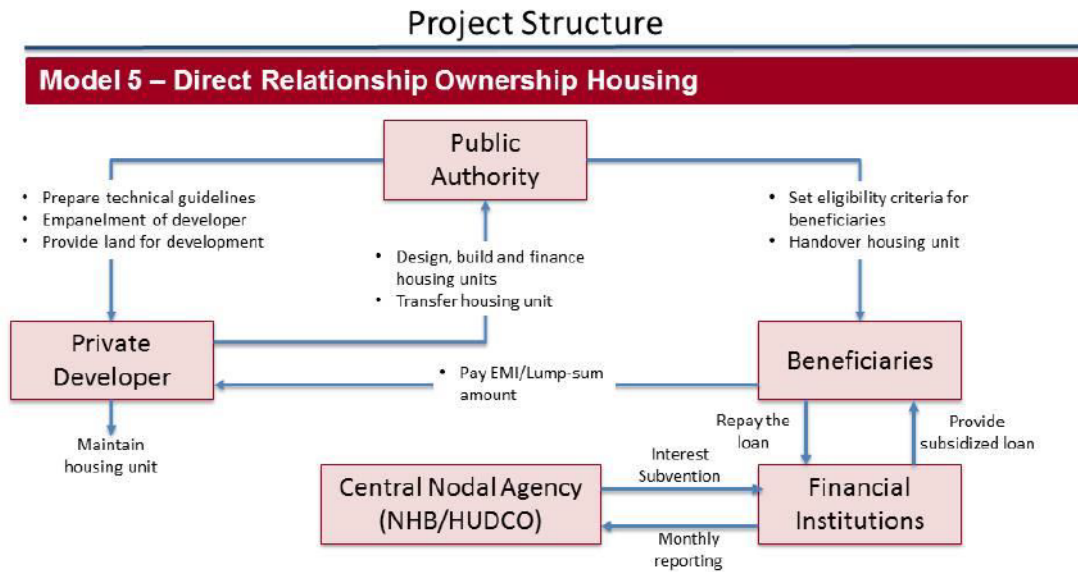 Project Structure
Model 5 – Direct Relationship Ownership Housing
Public
Authority
• Prepare technical guidelines
• Empanelment of developer
• Provide land for development
• Set eligibility criteria for
beneficiaries
• Handover housing unit
• Design, build and finance
housing units
• Transfer housing unit
Private
Developer
Beneficiaries
• Pay EMI/Lump-sum
amount
Maintain
housing unit
Repay the
loan
Provide
subsidized loan
Interest
Subvention
Central Nodal Agency
(NHB/HUDCO)
Financial
Institutions
Monthly
reporting